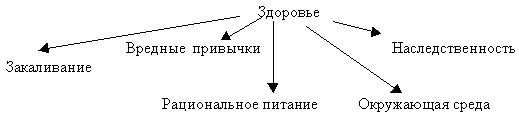 Здоровье
Вредные привычки
Наследственность
Закаливание
Рациональное питание
Окружающая среда